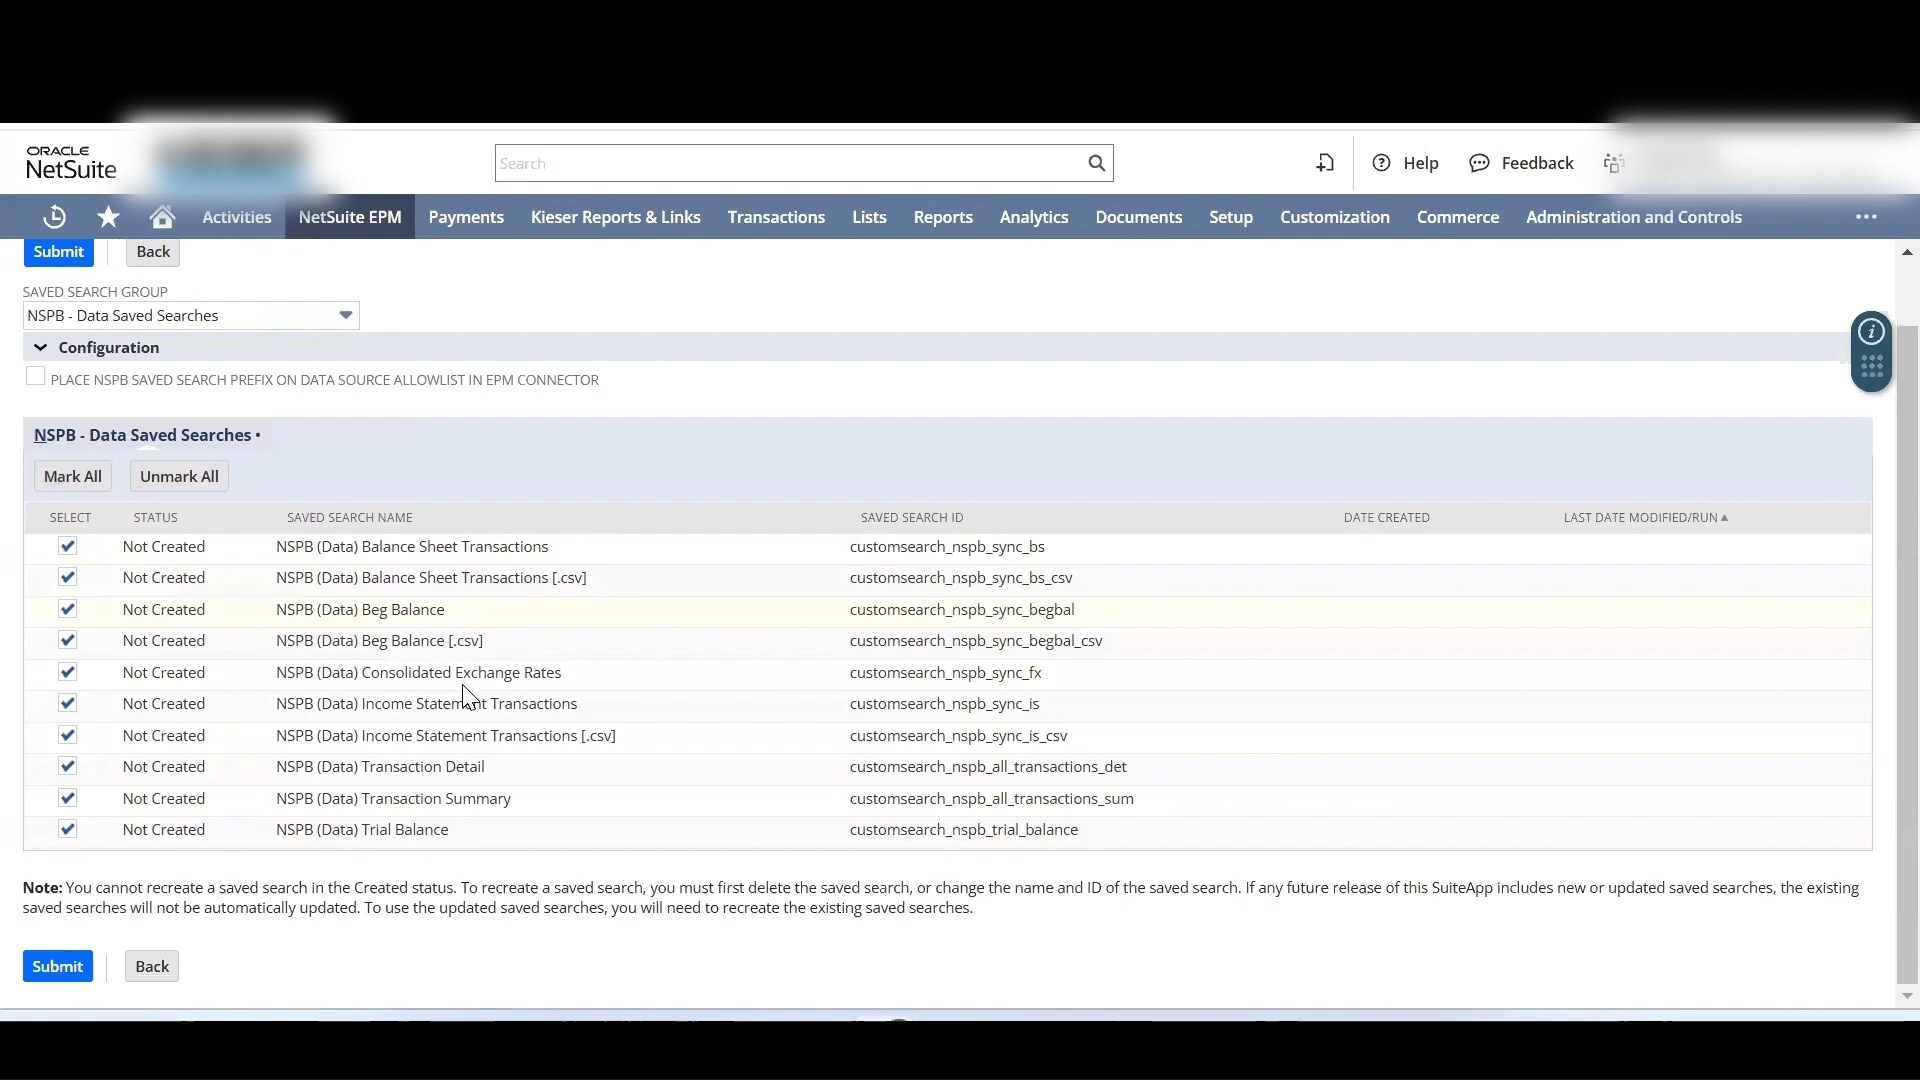 ORACLE
NetSuite
Search
Help
Feedback
Activities
NetSuite EPM
Payments
Kieser Reports & Links
Transactions
Lists
Reports
Analytics
Documents
Setup
Customization
Commerce
Administration and Controls
Submit
Back
SAVED SEARCH GROUP
NSPB - Data Saved Searches
Configuration
PLACE NSPB SAVED SEARCH PREFIX ON DATA SOURCE ALLOWLIST IN EPM CONNECTOR
NSPB - Data Saved Searches •
Mark All
Unmark All
SELECT STATUS SAVED SEARCH NAME SAVED SEARCH ID DATE CREATED LAST DATE MODIFIED/RUN ▲
Not Created NSPB (Data) Balance Sheet Transactions customsearch_nspb_sync_bs
Not Created NSPB (Data) Balance Sheet Transactions [.csv] customsearch_nspb_sync_bs_csv
Not Created NSPB (Data) Beg Balance customsearch_nspb_sync_begbal
Not Created NSPB (Data) Beg Balance [.csv] customsearch_nspb_sync_begbal_csv
Not Created NSPB (Data) Consolidated Exchange Rates customsearch_nspb_sync_fx
Not Created NSPB (Data) Income Statement Transactions customsearch_nspb_sync_is
Not Created NSPB (Data) Income Statement Transactions [.csv] customsearch_nspb_sync_is_csv
Not Created NSPB (Data) Transaction Detail customsearch_nspb_all_transactions_det
Not Created NSPB (Data) Transaction Summary customsearch_nspb_all_transactions_sum
Not Created NSPB (Data) Trial Balance customsearch_nspb_trial_balance
Note: You cannot recreate a saved search in the Created status. To recreate a saved search, you must first delete the saved search, or change the name and ID of the saved search. If any future release of this SuiteApp includes new or updated saved searches, the existing
saved searches will not be automatically updated. To use the updated saved searches, you will need to recreate the existing saved searches.
Submit
Back